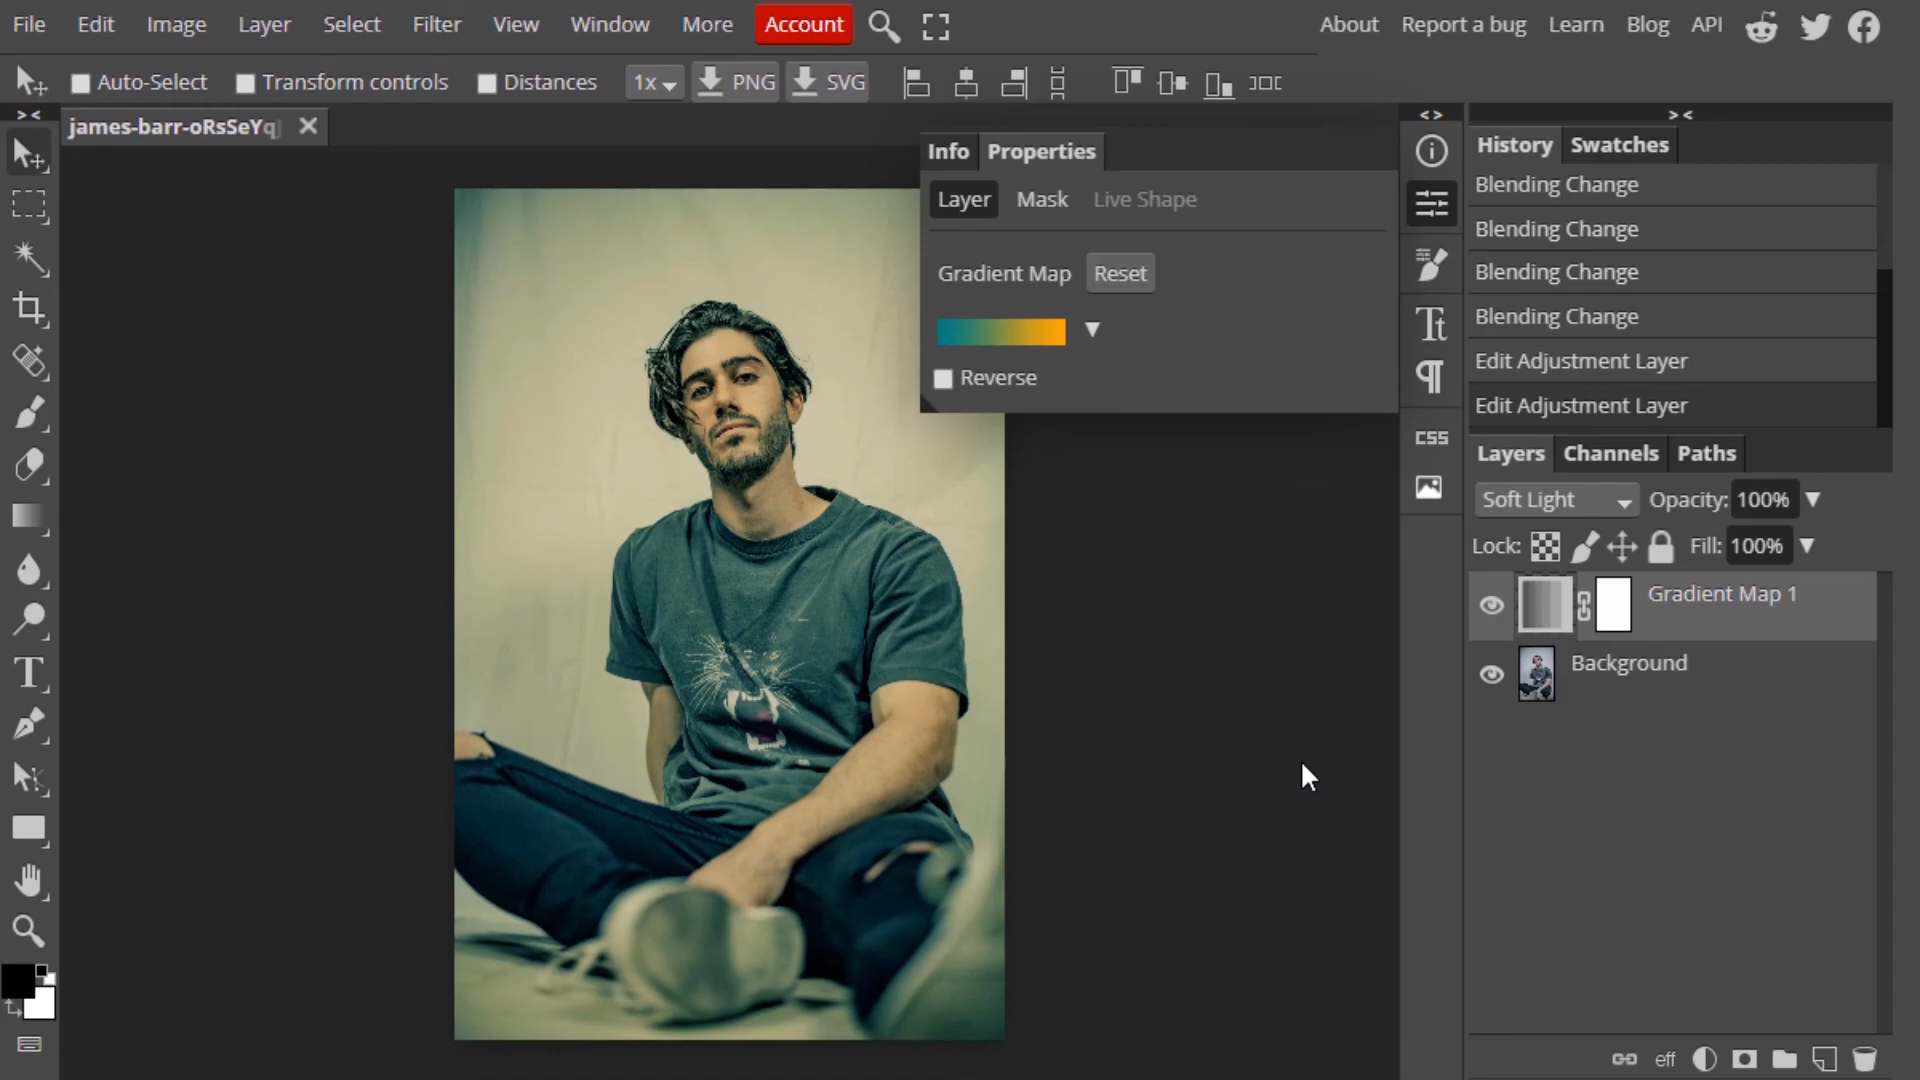 File Edit Image Layer Select Filter View Window More Account About Report a bug Learn Blog API
Auto-Select Transform controls Distances 1x PNG SVG
james-barr-oRsSeYq
Info Properties
Layer Mask Live Shape
Gradient Map Reset
Reverse
Tt
CSS
History Swatches
Blending Change
Blending Change
Blending Change
Blending Change
Edit Adjustment Layer
Edit Adjustment Layer
Layers Channels Paths
Soft Light Opacity: 100%
Lock: Fill: 100%
Gradient Map 1
Background
eff